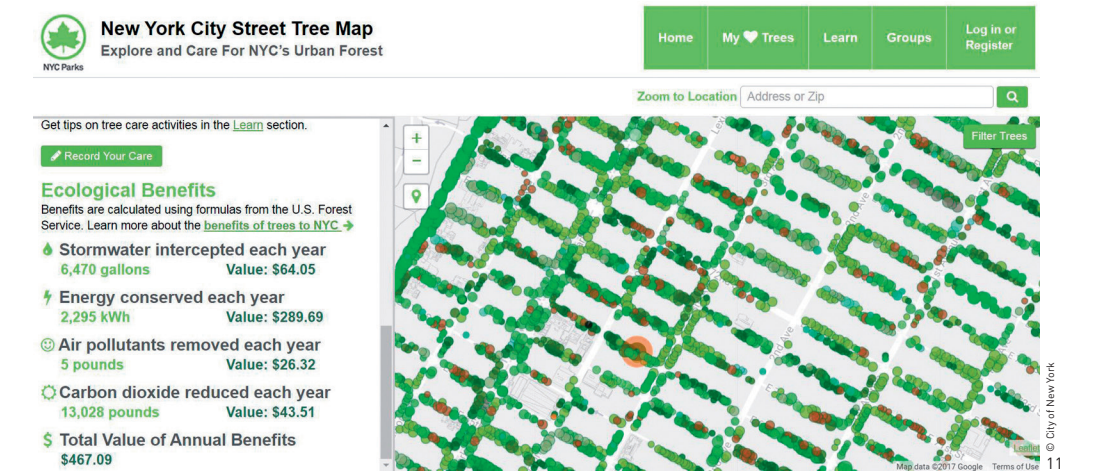 New York City Street Tree Map
Explore and Care For NYC's Urban Forest
NYC Parks
Home
My Trees
Learn
Groups
Log in or
Register
Zoom to Location
Address or Zip
Get tips on tree care activities in the Learn section.
Record Your Care
Ecological Benefits
Benefits are calculated using formulas from the U.S. Forest
Service. Learn more about the benefits of trees to NYC
Stormwater intercepted each year
6,470 gallons Value: $64.05
Energy conserved each year
2,295 kWh Value: $289.69
Air pollutants removed each year
5 pounds Value: $26.32
Carbon dioxide reduced each year
13,028 pounds Value: $43.51
$ Total Value of Annual Benefits
$467.09
+
−
Filter Trees
Leaflet
Map data ©2017 Google Terms of Use
© City of New York
11